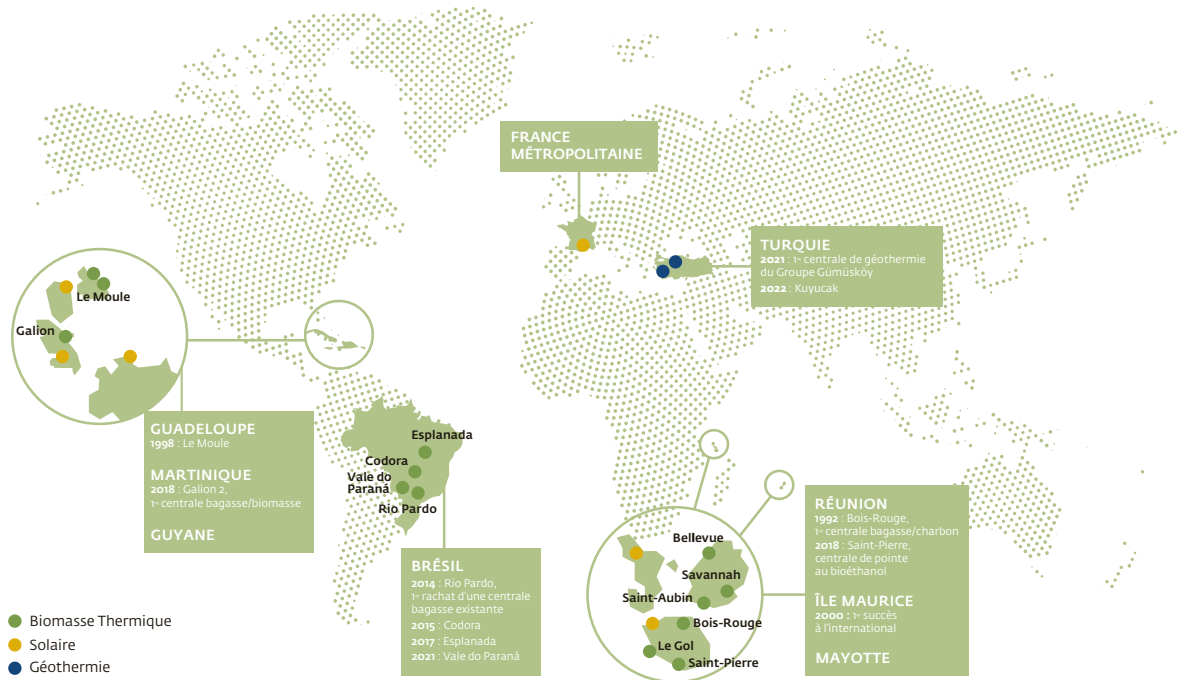 FRANCE
MÉTROPOLITAINE
TURQUIE
2021 : 1re centrale de géothermie
du Groupe Gümüsköy
2022 : Kuyucak
Le Moule
Galion
GUADELOUPE
1998 : Le Moule
MARTINIQUE
2018 : Galion 2,
1re centrale bagasse/biomasse
GUYANE
Esplanada
Codora
Vale do
Paraná
Rio Pardo
BRÉSIL
2014 : Rio Pardo,
1er rachat d'une centrale
bagasse existante
2015 : Codora
2017 : Esplanada
2021 : Vale do Paraná
Bellevue
Savannah
Saint-Aubin
Bois-Rouge
Le Gol
Saint-Pierre
RÉUNION
1992 : Bois-Rouge,
1re centrale bagasse/charbon
2018 : Saint-Pierre,
centrale de pointe
au bioéthanol
ÎLE MAURICE
2000 : 1er succès
à l'international
MAYOTTE
Biomasse Thermique
Solaire
Géothermie